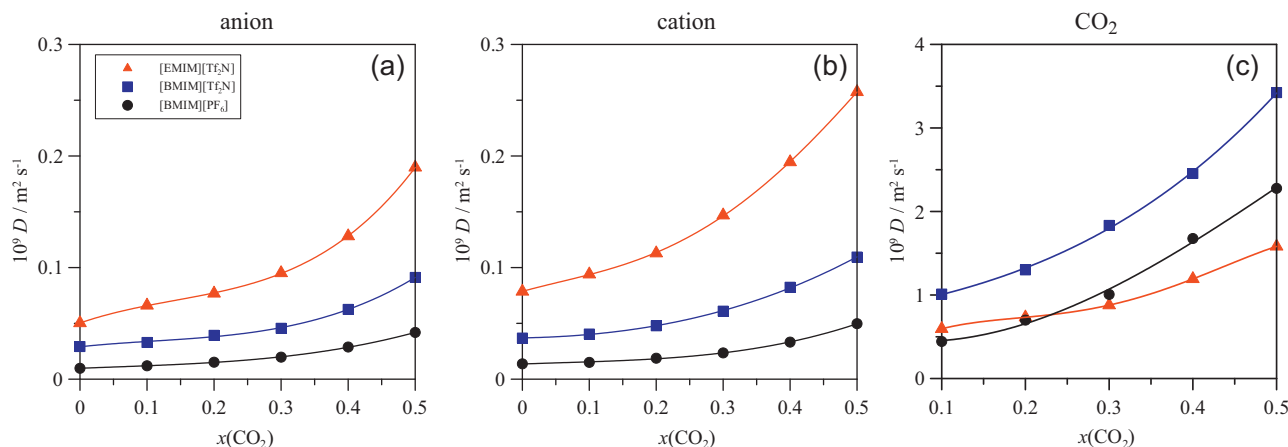 anion
cation
CO₂
0.3
0.2
0.1
0
(a)
[EMIM][Tf₂N]
[BMIM][Tf₂N]
[BMIM][PF₆]
10⁹ D / m² s⁻¹
0 0.1 0.2 0.3 0.4 0.5
x(CO₂)
0.3
0.2
0.1
0
(b)
10⁹ D / m² s⁻¹
0 0.1 0.2 0.3 0.4 0.5
x(CO₂)
4
3
2
1
0
(c)
10⁹ D / m² s⁻¹
0.1 0.2 0.3 0.4 0.5
x(CO₂)